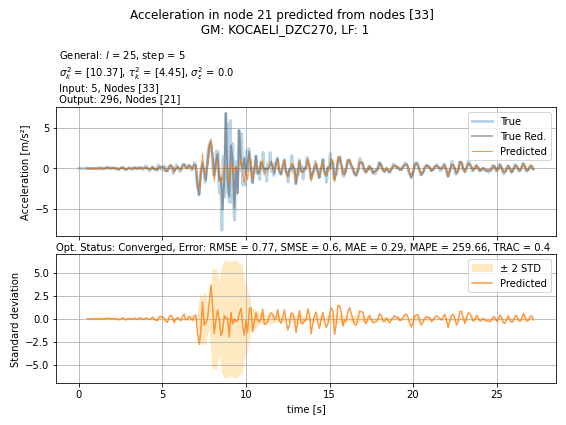 Acceleration in node 21 predicted from nodes [33]
GM: KOCAELI_DZC270, LF: 1
General: l = 25, step = 5
σ²ₖ = [10.37], τ²ₖ = [4.45], σ²ε = 0.0
Input: 5, Nodes [33]
Output: 296, Nodes [21]
True
True Red.
Predicted
5
0
−5
Acceleration [m/s²]
Opt. Status: Converged, Error: RMSE = 0.77, SMSE = 0.6, MAE = 0.29, MAPE = 259.66, TRAC = 0.4
± 2 STD
Predicted
5.0
2.5
0.0
−2.5
−5.0
Standard deviation
0 5 10 15 20 25
time [s]